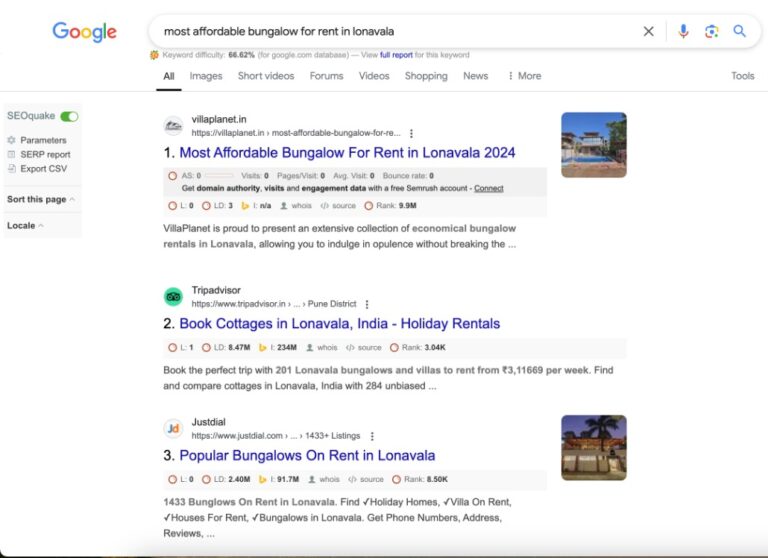 Google
most affordable bungalow for rent in lonavala
Keyword difficulty: 66.62% (for google.com database) — View full report for this keyword
All Images Short videos Forums Videos Shopping News More Tools
SEOquake
Parameters
SERP report
Export CSV
Sort this page
Locale
villaplanet.in
https://villaplanet.in › most-affordable-bungalow-for-re...
1. Most Affordable Bungalow For Rent in Lonavala 2024
AS: 0 Visits: 0 Pages/Visit: 0 Avg. Visit: 0 Bounce rate: 0
Get domain authority, visits and engagement data with a free Semrush account - Connect
L: 0 LD: 3 I: n/a whois </> source Rank: 9.9M
VillaPlanet is proud to present an extensive collection of economical bungalow
rentals in Lonavala, allowing you to indulge in opulence without breaking the ...
Tripadvisor
https://www.tripadvisor.in › ... › Pune District
2. Book Cottages in Lonavala, India - Holiday Rentals
L: 1 LD: 8.47M I: 234M whois </> source Rank: 3.04K
Book the perfect trip with 201 Lonavala bungalows and villas to rent from ₹3,11669 per week. Find
and compare cottages in Lonavala, India with 284 unbiased ...
Jd
Justdial
https://www.justdial.com › ... › 1433+ Listings
3. Popular Bungalows On Rent in Lonavala
L: 0 LD: 2.40M I: 91.7M whois </> source Rank: 8.50K
1433 Bunglows On Rent in Lonavala. Find ✓Holiday Homes, ✓Villa On Rent,
✓Houses For Rent, ✓Bungalows in Lonavala. Get Phone Numbers, Address,
Reviews, ...